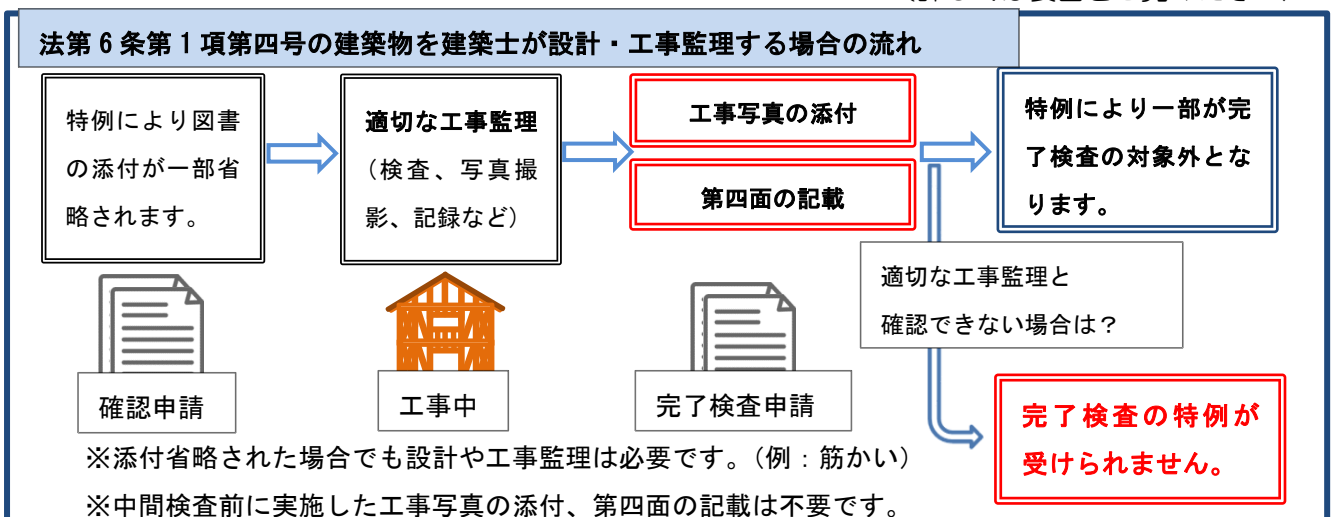 法第６条第１項第四号の建築物を建築士が設計・工事監理する場合の流れ
特例により図書
の添付が一部省
略されます。
適切な工事監理
（検査、写真撮
影、記録など）
工事写真の添付
第四面の記載
特例により一部が完
了検査の対象外とな
ります。
適切な工事監理と
確認できない場合は？
確認申請
工事中
完了検査申請
完了検査の特例が
受けられません。
※添付省略された場合でも設計や工事監理は必要です。（例：筋かい）
※中間検査前に実施した工事写真の添付、第四面の記載は不要です。